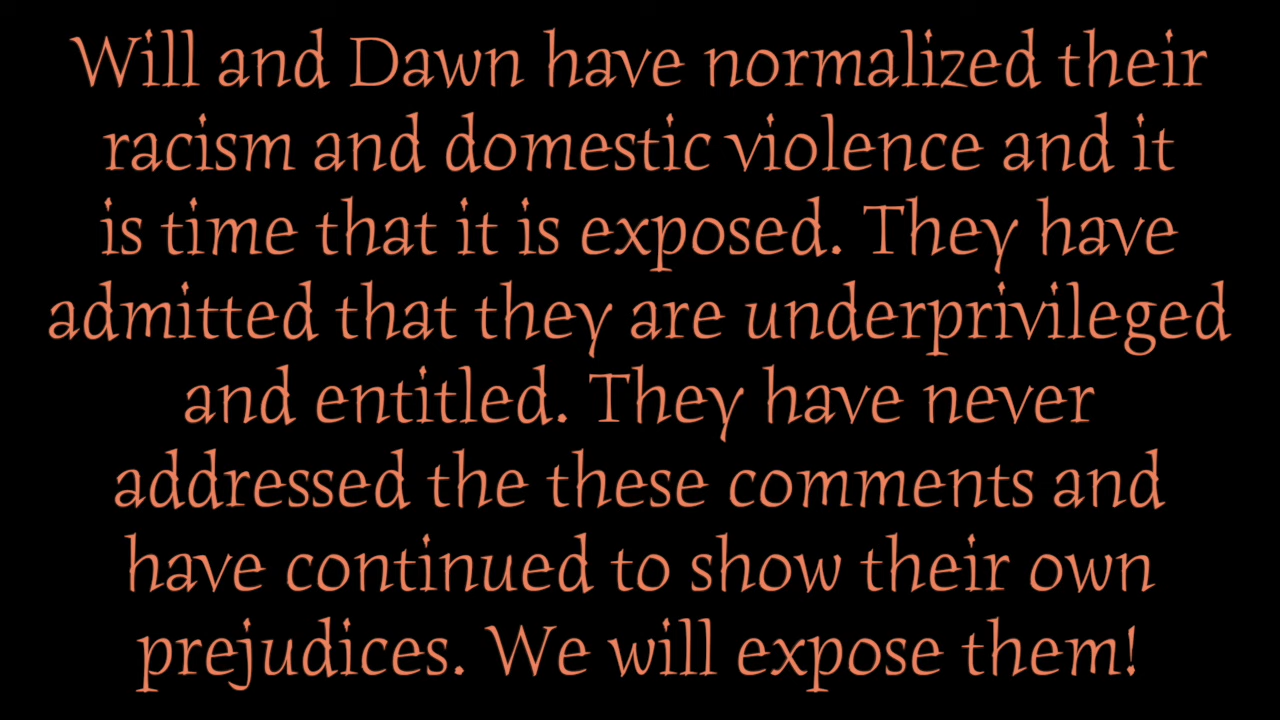 Will and Dawn have normalized their
racism and domestic violence and it
is time that it is exposed. They have
admitted that they are underprivileged
and entitled. They have never
addressed the these comments and
have continued to show their own
prejudices. We will expose them!